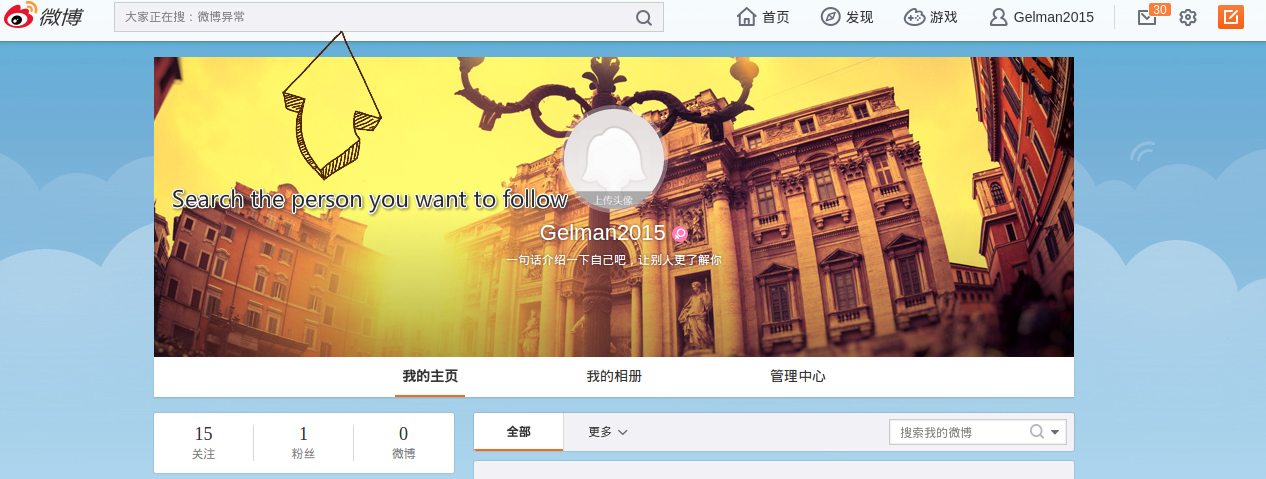 微博
大家正在搜：微博异常
首页
发现
游戏
Gelman2015
30
Search the person you want to follow
上传头像
Gelman2015
一句话介绍一下自己吧，让别人更了解你
我的主页
我的相册
管理中心
15
关注
1
粉丝
0
微博
全部
更多
搜索我的微博